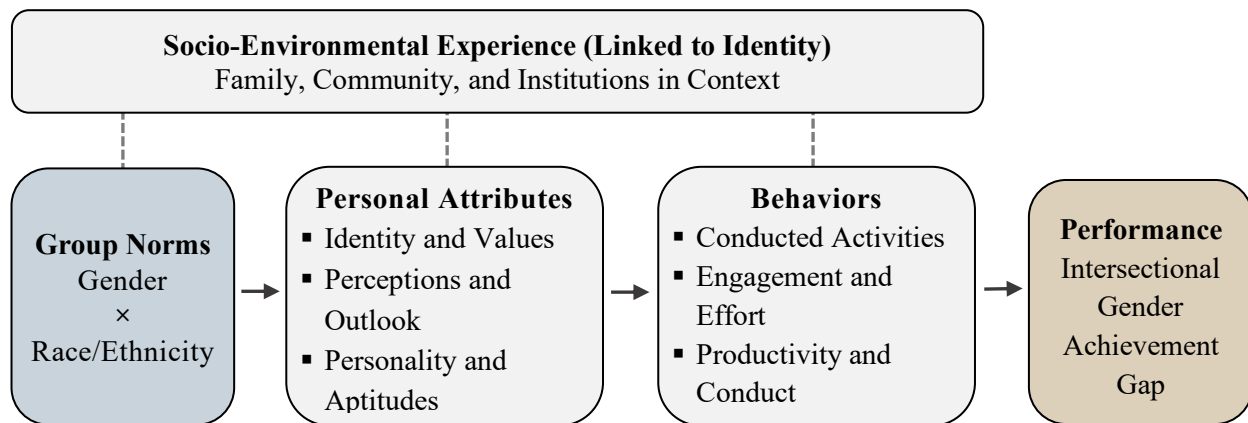 Socio-Environmental Experience (Linked to Identity)
Family, Community, and Institutions in Context
Group Norms
Gender
×
Race/Ethnicity
Personal Attributes
▪ Identity and Values
▪ Perceptions and
Outlook
▪ Personality and
Aptitudes
Behaviors
▪ Conducted Activities
▪ Engagement and
Effort
▪ Productivity and
Conduct
Performance
Intersectional
Gender
Achievement
Gap